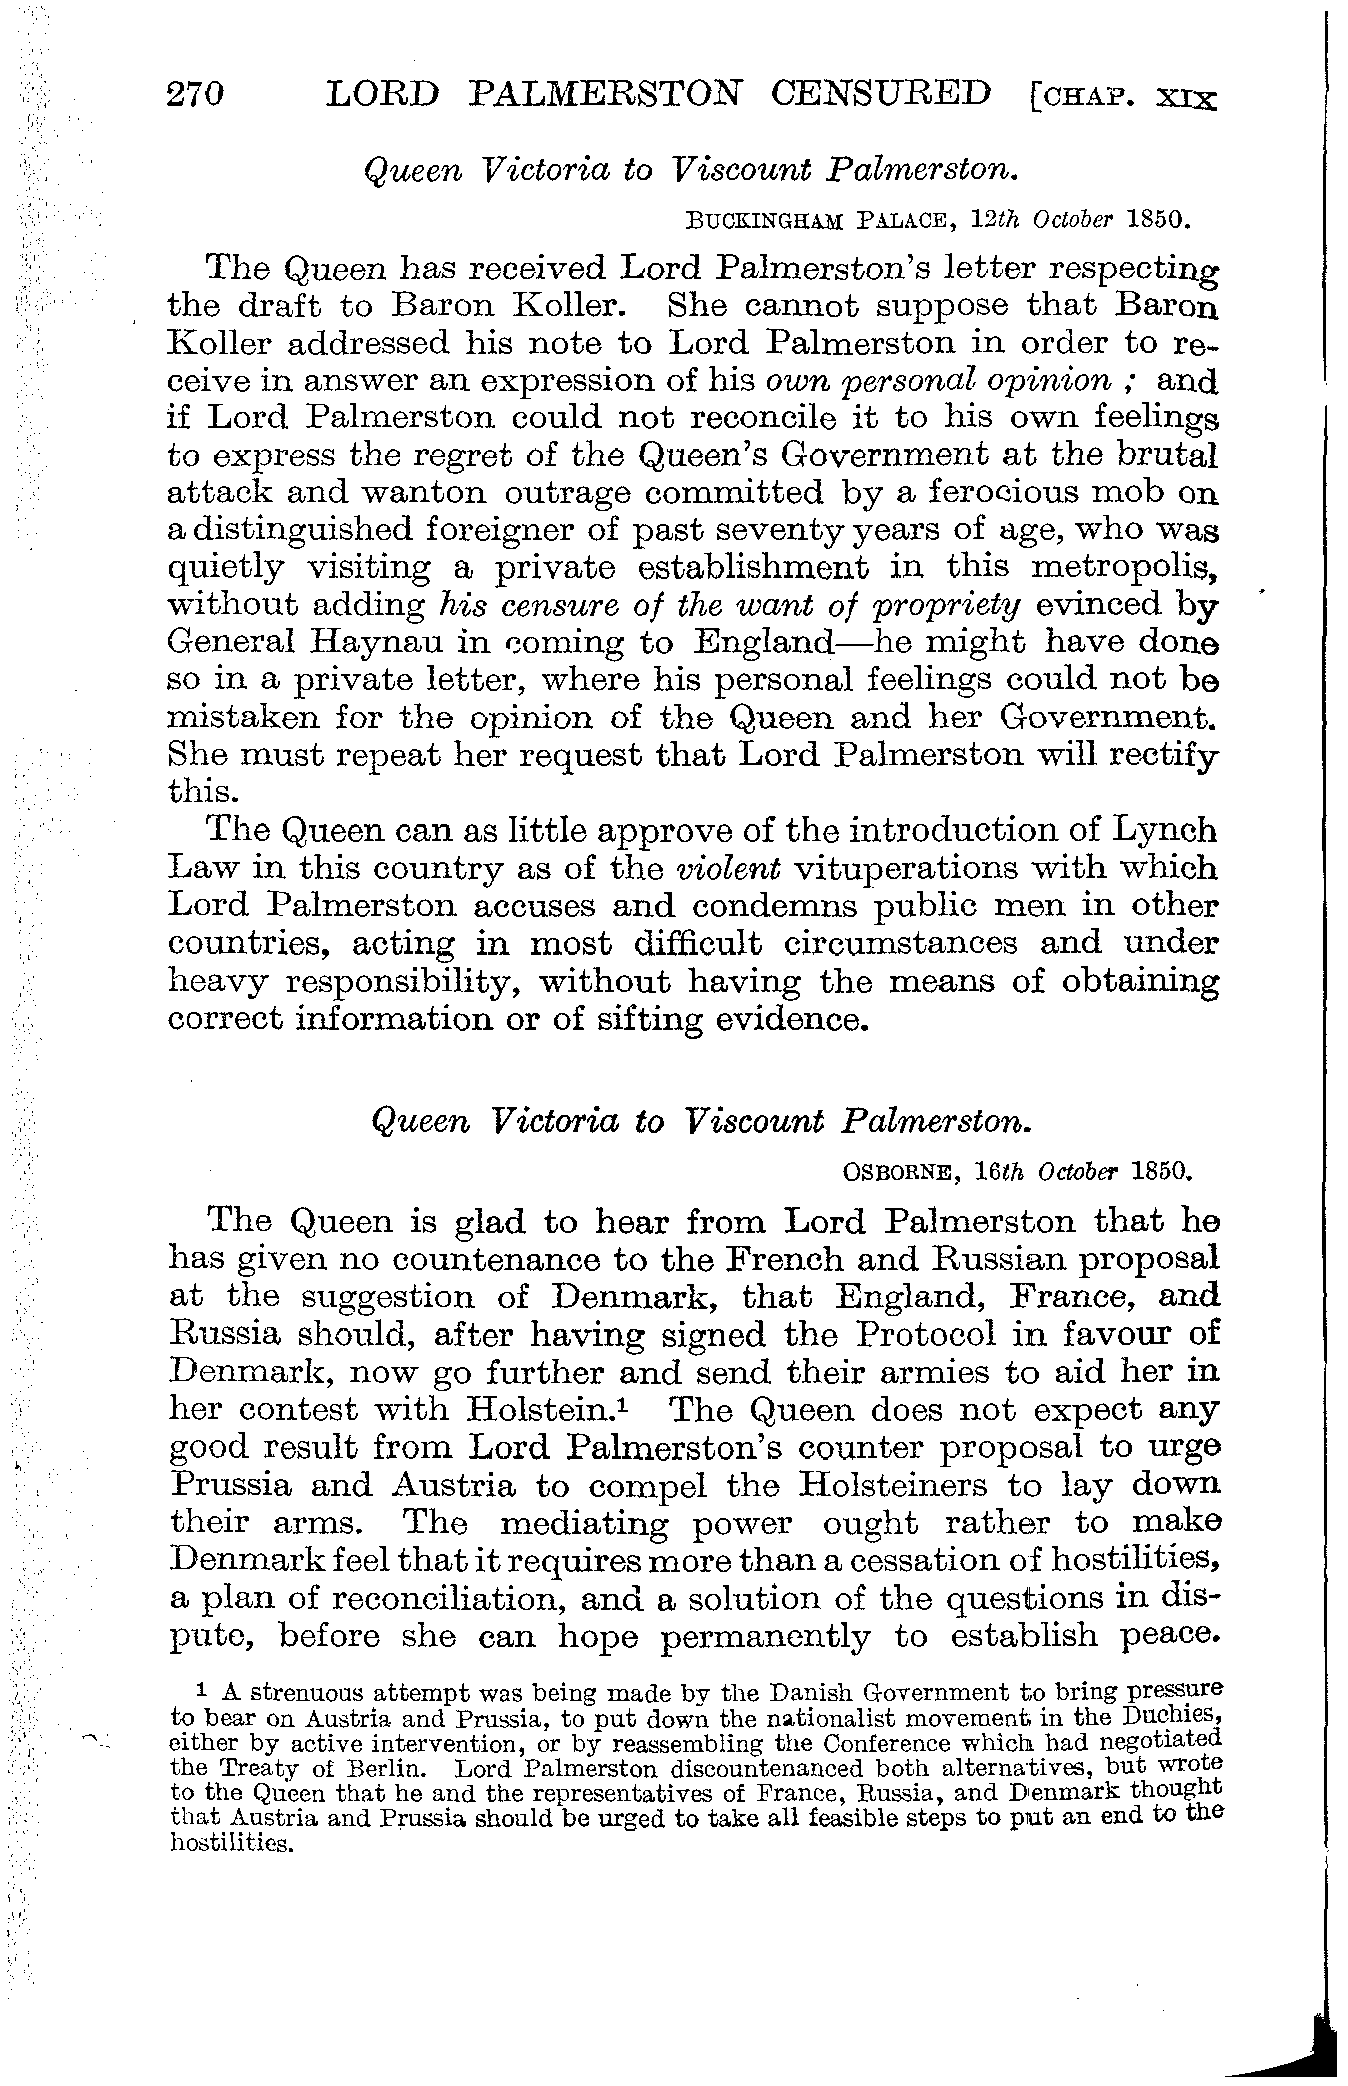 270 LORD PALMERSTON CENSURED [CHAP. XIX
Queen Victoria to Viscount Palmerston.
BUCKINGHAM PALACE, 12th October 1850.
The Queen has received Lord Palmerston's letter respecting
the draft to Baron Koller. She cannot suppose that Baron
Koller addressed his note to Lord Palmerston in order to re-
ceive in answer an expression of his own personal opinion ; and
if Lord Palmerston could not reconcile it to his own feelings
to express the regret of the Queen's Government at the brutal
attack and wanton outrage committed by a ferocious mob on
a distinguished foreigner of past seventy years of age, who was
quietly visiting a private establishment in this metropolis,
without adding his censure of the want of propriety evinced by
General Haynau in coming to England—he might have done
so in a private letter, where his personal feelings could not be
mistaken for the opinion of the Queen and her Government.
She must repeat her request that Lord Palmerston will rectify
this.
The Queen can as little approve of the introduction of Lynch
Law in this country as of the violent vituperations with which
Lord Palmerston accuses and condemns public men in other
countries, acting in most difficult circumstances and under
heavy responsibility, without having the means of obtaining
correct information or of sifting evidence.
Queen Victoria to Viscount Palmerston.
OSBORNE, 16th October 1850.
The Queen is glad to hear from Lord Palmerston that he
has given no countenance to the French and Russian proposal
at the suggestion of Denmark, that England, France, and
Russia should, after having signed the Protocol in favour of
Denmark, now go further and send their armies to aid her in
her contest with Holstein.¹ The Queen does not expect any
good result from Lord Palmerston's counter proposal to urge
Prussia and Austria to compel the Holsteiners to lay down
their arms. The mediating power ought rather to make
Denmark feel that it requires more than a cessation of hostilities,
a plan of reconciliation, and a solution of the questions in dis-
pute, before she can hope permanently to establish peace.
1 A strenuous attempt was being made by the Danish Government to bring pressure
to bear on Austria and Prussia, to put down the nationalist movement in the Duchies,
either by active intervention, or by reassembling the Conference which had negotiated
the Treaty of Berlin. Lord Palmerston discountenanced both alternatives, but wrote
to the Queen that he and the representatives of France, Russia, and Denmark thought
that Austria and Prussia should be urged to take all feasible steps to put an end to the
hostilities.